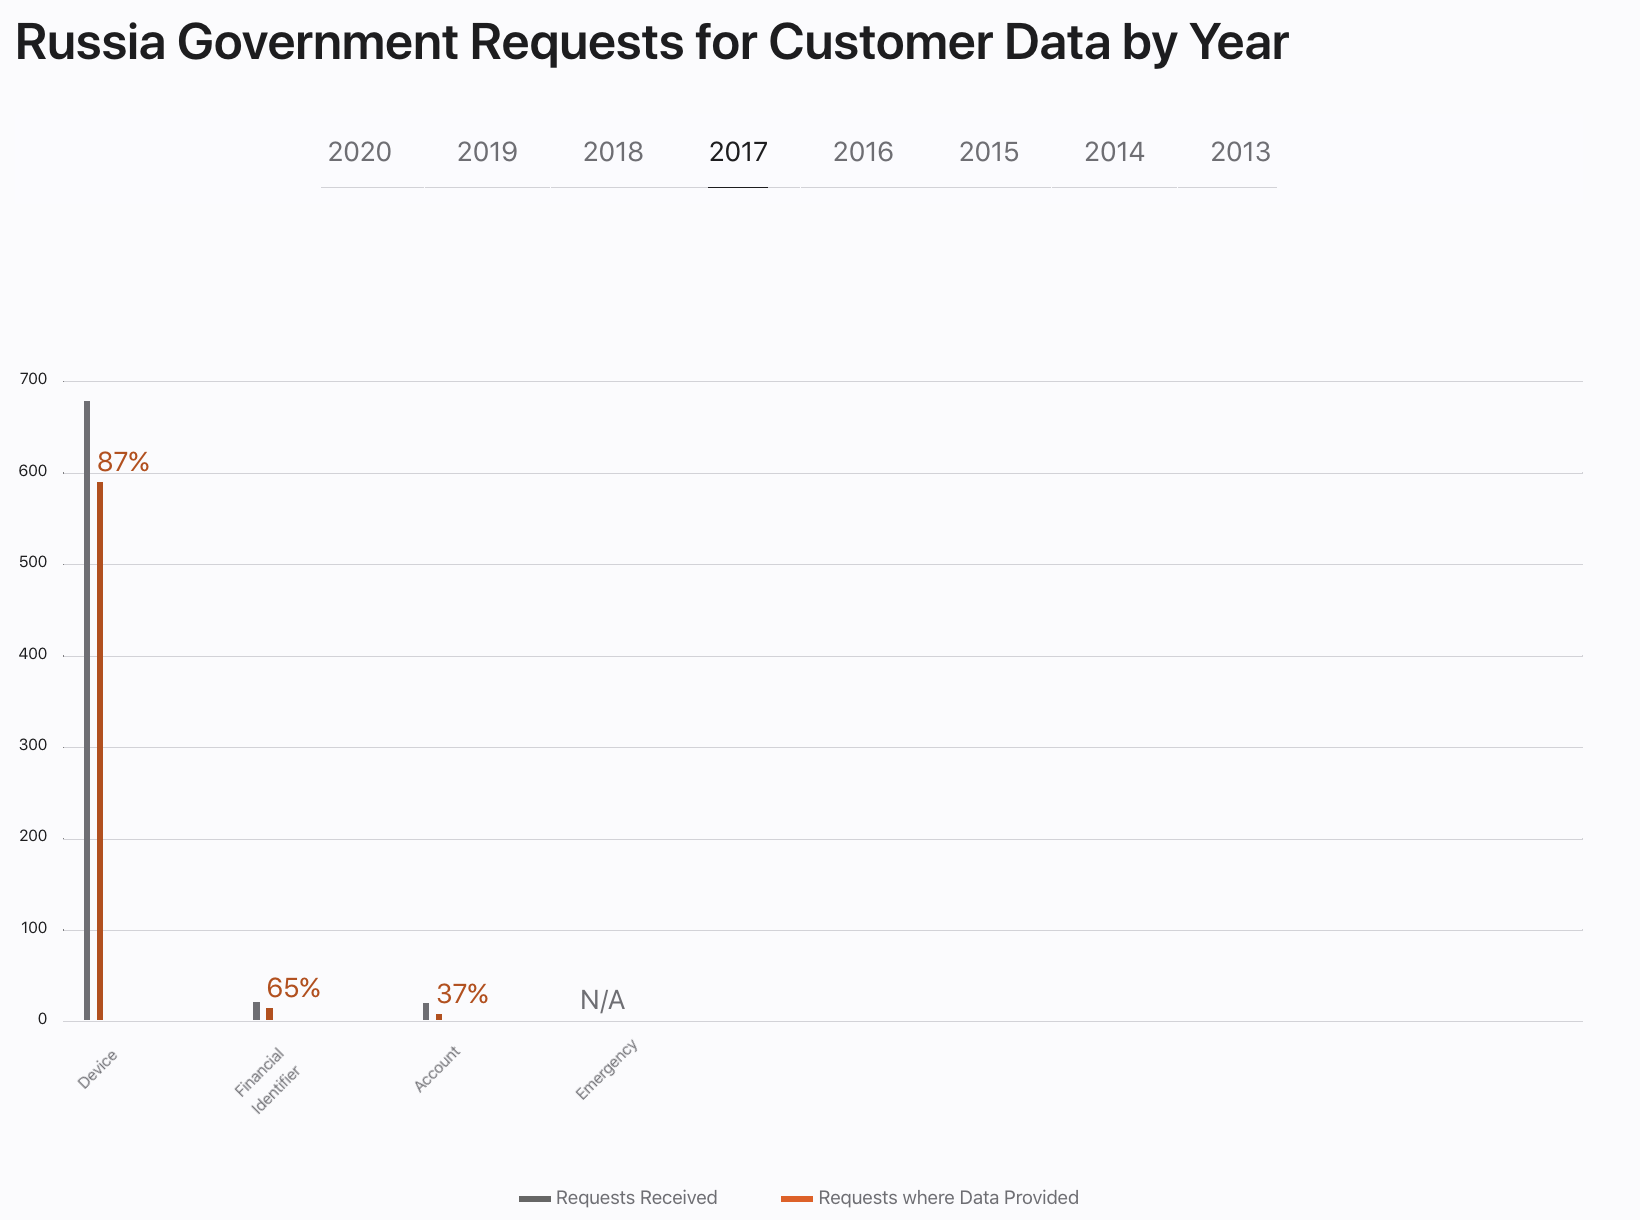 Russia Government Requests for Customer Data by Year
2020 2019 2018 2017 2016 2015 2014 2013
700
600
500
400
300
200
100
0
87%
65%
37%
N/A
Device
Financial
Identifier
Account
Emergency
Requests Received
Requests where Data Provided